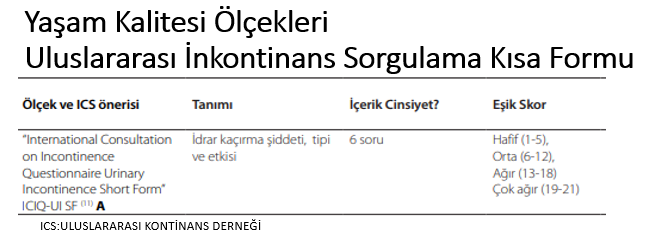 Yaşam Kalitesi Ölçekleri
Uluslararası İnkontinans Sorgulama Kısa Formu
Ölçek ve ICS önerisi Tanımı İçerik Cinsiyet? Eşik Skor
"International Consultation İdrar kaçırma şiddeti, tipi 6 soru Hafif (1-5),
on Incontinence ve etkisi Orta (6-12),
Questionnaire Urinary Ağır (13-18)
Incontinence Short Form" Çok ağır (19-21)
ICIQ-UI SF (11) A
ICS:ULUSLARARASI KONTİNANS DERNEĞİ